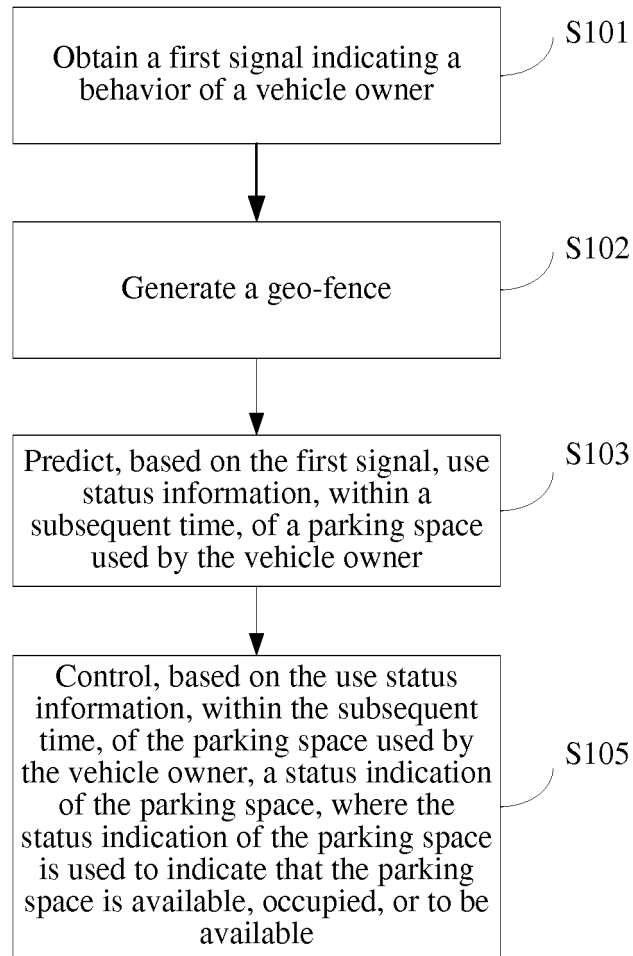 Obtain a first signal indicating a
behavior of a vehicle owner
S101
Generate a geo-fence
S102
Predict, based on the first signal, use
status information, within a
subsequent time, of a parking space
used by the vehicle owner
S103
Control, based on the use status
information, within the subsequent
time, of the parking space used by
the vehicle owner, a status indication
of the parking space, where the
status indication of the parking space
is used to indicate that the parking
space is available, occupied, or to be
available
S105